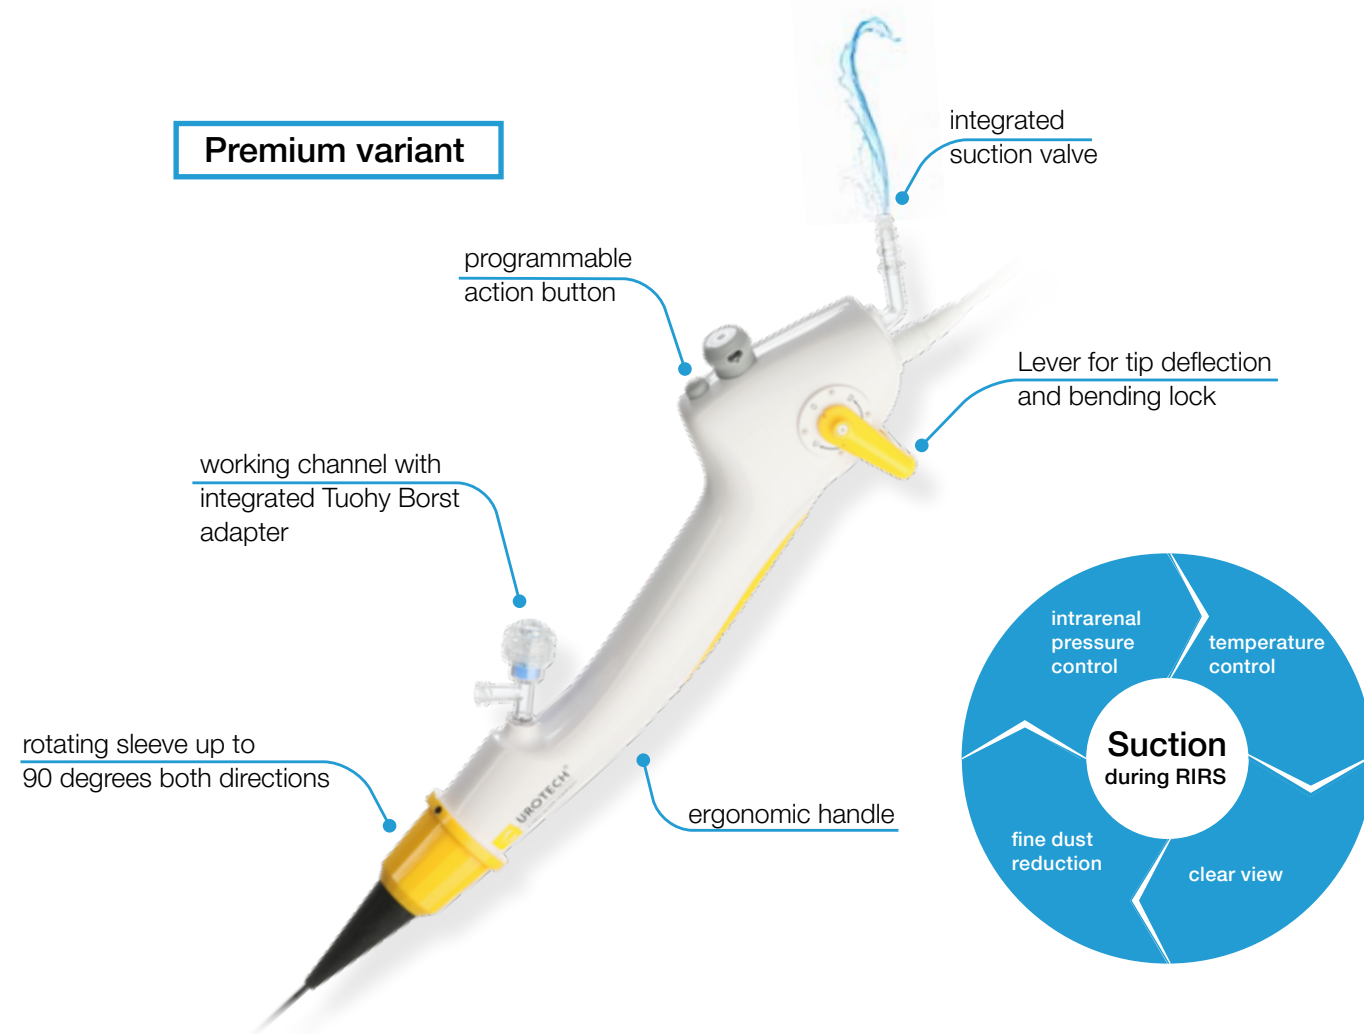 Premium variant
integrated
suction valve
programmable
action button
Lever for tip deflection
and bending lock
working channel with
integrated Tuohy Borst
adapter
rotating sleeve up to
90 degrees both directions
ergonomic handle
UROTECH®
intrarenal
pressure
control
temperature
control
Suction
during RIRS
fine dust
reduction
clear view